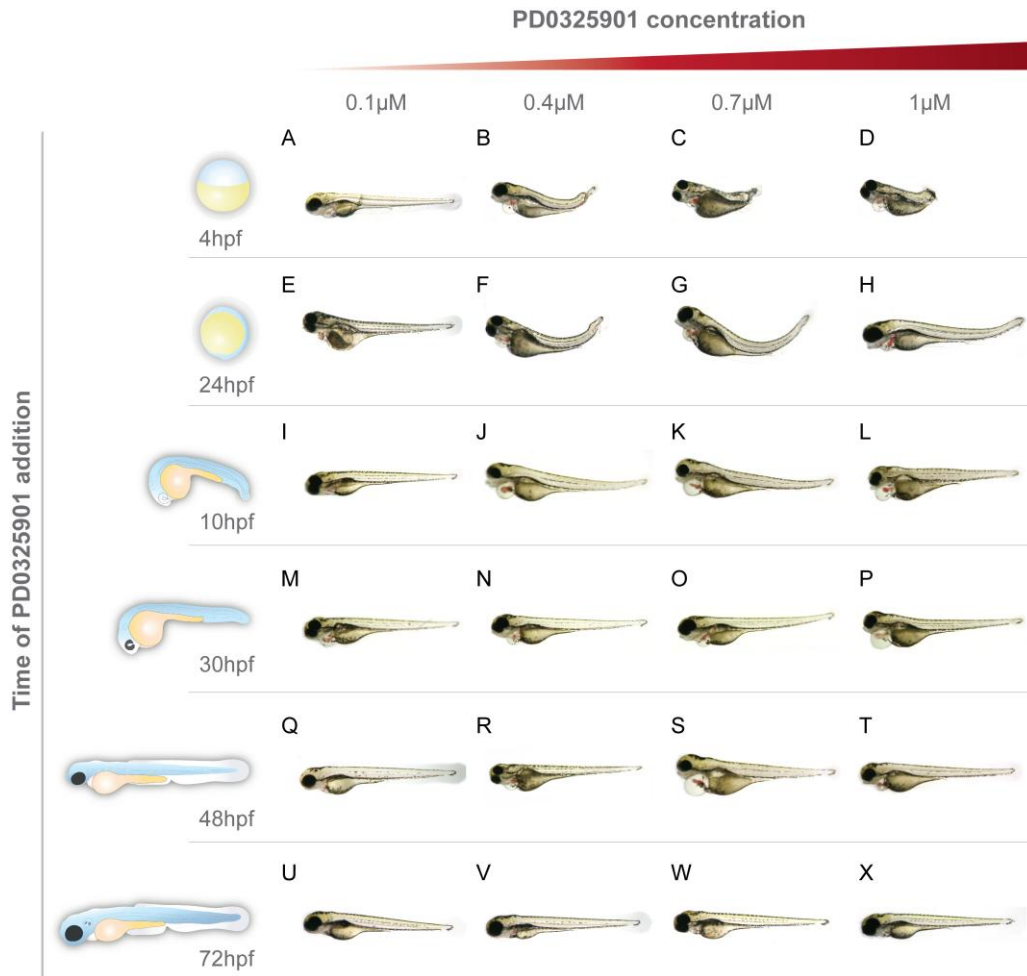 PD0325901 concentration
0.1µM 0.4µM 0.7µM 1µM
Time of PD0325901 addition
A B C D
4hpf
E F G H
24hpf
I J K L
10hpf
M N O P
30hpf
Q R S T
48hpf
U V W X
72hpf